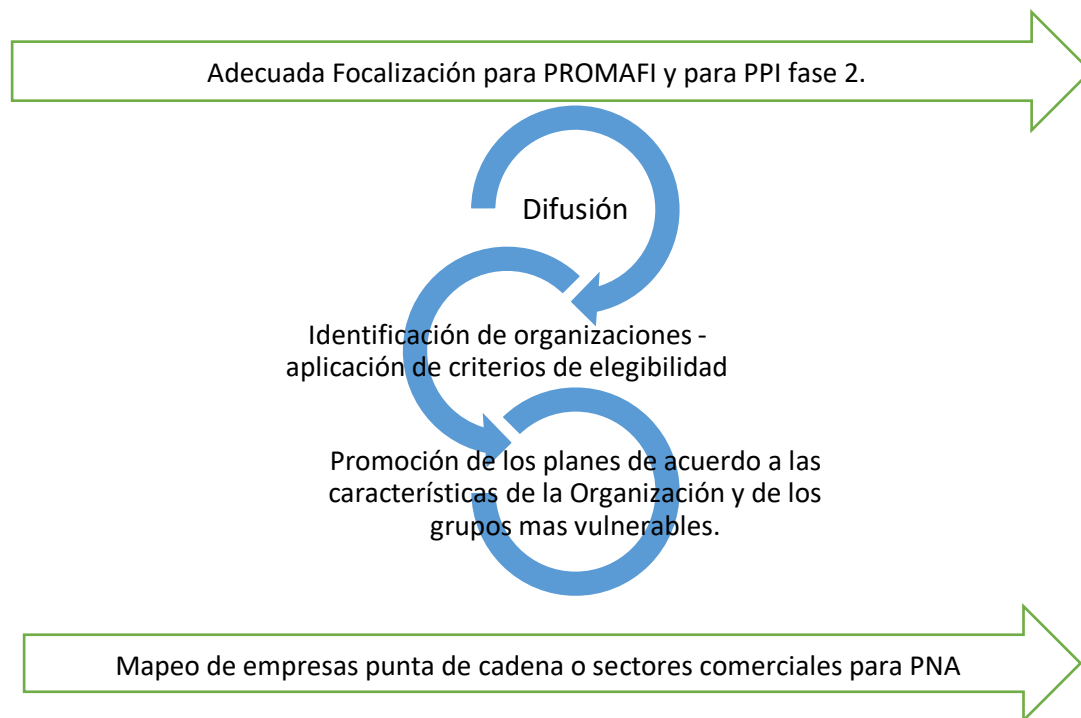 Adecuada Focalización para PROMAFI y para PPI fase 2.
Difusión
Identificación de organizaciones -
aplicación de criterios de elegibilidad
Promoción de los planes de acuerdo a las
características de la Organización y de los
grupos mas vulnerables.
Mapeo de empresas punta de cadena o sectores comerciales para PNA